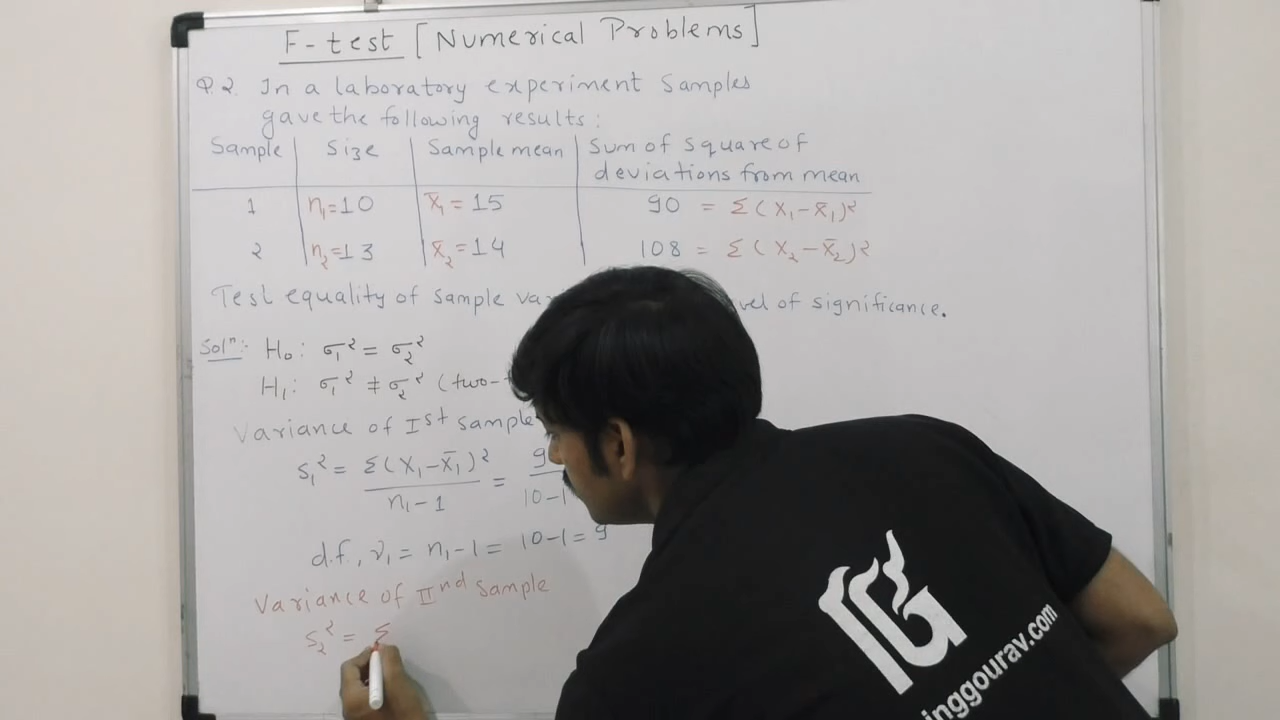 F-test [Numerical Problems]
Q.2. In a laboratory experiment samples
gave the following results:
Sample Size Sample mean Sum of square of
deviations from mean
1 n₁=10 x̄₁=15 90 = Σ(X₁-x̄₁)²
2 n₂=13 x̄₂=14 108 = Σ(X₂-x̄₂)²
Test equality of sample of significance.
Solⁿ:- H₀: σ₁² = σ₂²
H₁: σ₁² ≠ σ₂² (two-
Variance of Iˢᵗ sample
S₁² = Σ(X₁-X̄₁)² / n₁-1 = 9 / 10-1
d.f., ν₁ = n₁-1 = 10-1 = 9
Variance of IIⁿᵈ sample
S₂² = Σ
inggourav.com